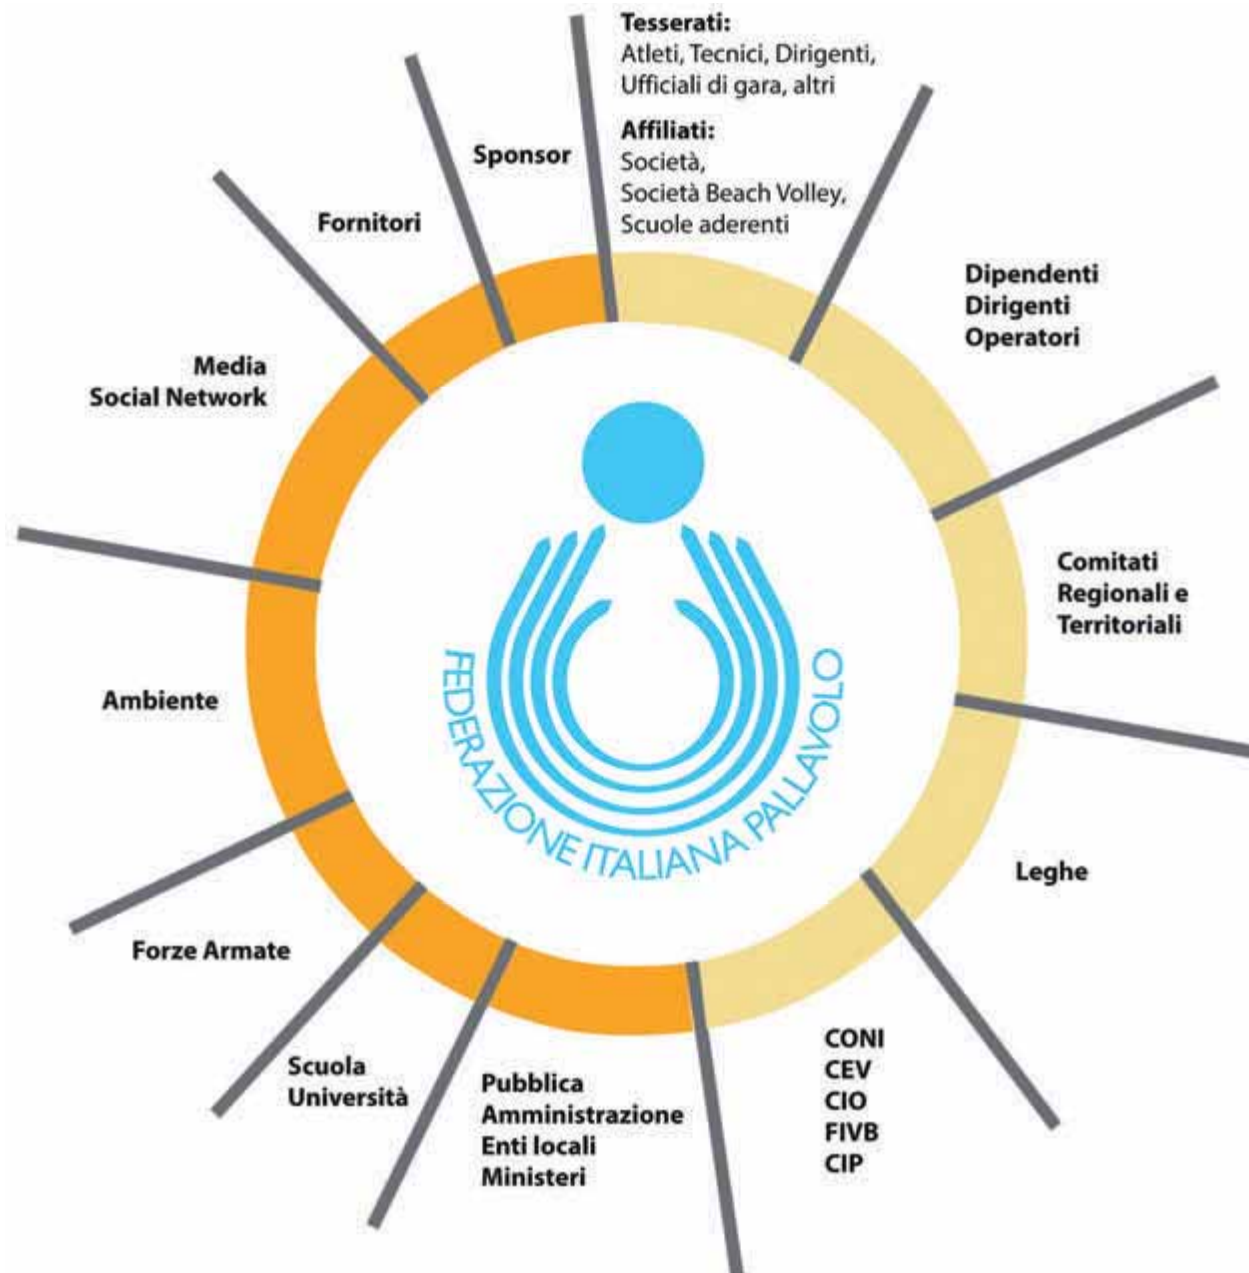 Tesserati:
Atleti, Tecnici, Dirigenti,
Ufficiali di gara, altri
Affiliati:
Società,
Società Beach Volley,
Scuole aderenti
Dipendenti
Dirigenti
Operatori
Comitati
Regionali e
Territoriali
Leghe
CONI
CEV
CIO
FIVB
CIP
Pubblica
Amministrazione
Enti locali
Ministeri
Scuola
Università
Forze Armate
Ambiente
Media
Social Network
Fornitori
Sponsor
FEDERAZIONE ITALIANA PALLAVOLO